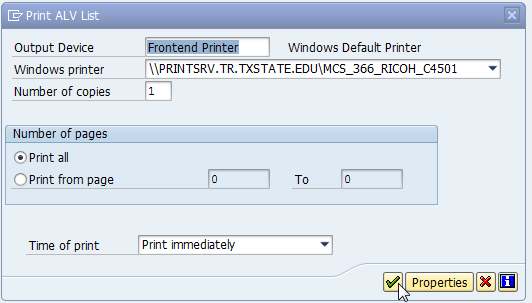 Print ALV List
Output Device Frontend Printer Windows Default Printer
Windows printer \\PRINTSRV.TR.TXSTATE.EDU\MCS_366_RICOH_C4501
Number of copies 1
Number of pages
Print all
Print from page 0 To 0
Time of print Print immediately
Properties